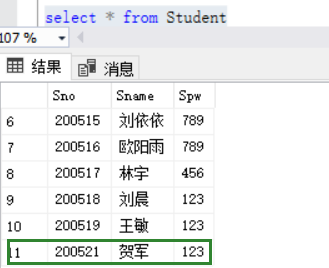 select * from Student
107 %
结果 消息
Sno Sname Spw
6 200515 刘依依 789
7 200516 欧阳雨 789
8 200517 林宇 456
9 200518 刘晨 123
10 200519 王敏 123
11 200521 贺军 123